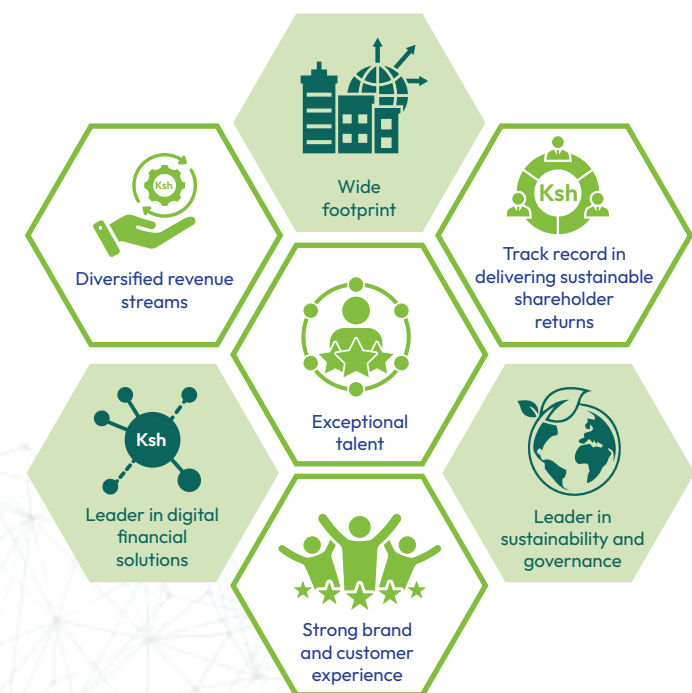 Wide
footprint
Ksh
Diversified revenue
streams
Ksh
Track record in
delivering sustainable
shareholder
returns
Exceptional
talent
Ksh
Leader in digital
financial
solutions
Leader in
sustainability and
governance
Strong brand
and customer
experience